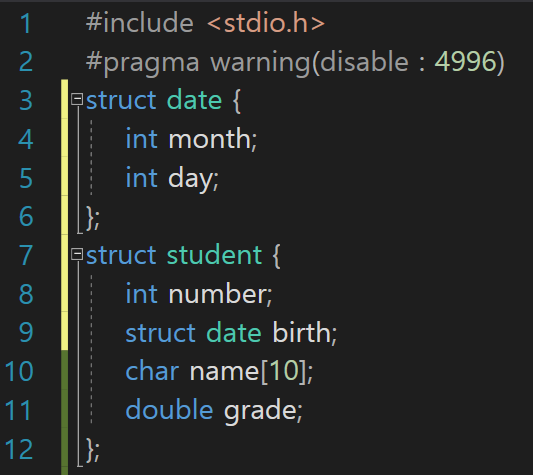 1 #include <stdio.h>
2 #pragma warning(disable : 4996)
3 struct date {
4 int month;
5 int day;
6 };
7 struct student {
8 int number;
9 struct date birth;
10 char name[10];
11 double grade;
12 };